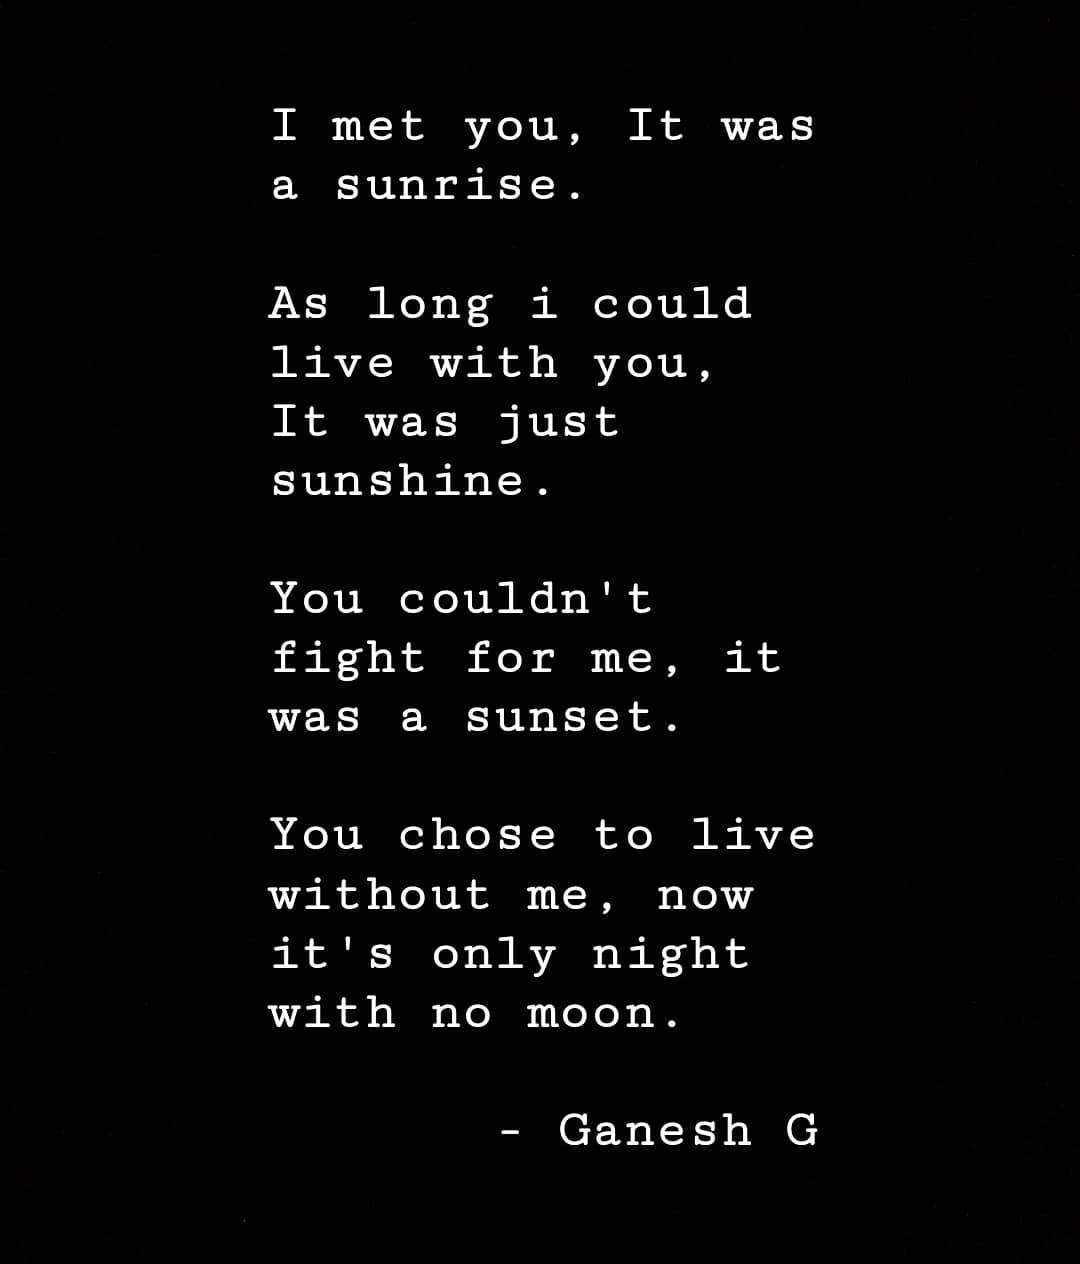 I met you, It was
a sunrise.
As long i could
live with you,
It was just
sunshine.
You couldn't
fight for me, it
was a sunset.
You chose to live
without me, now
it's only night
with no moon.
- Ganesh G